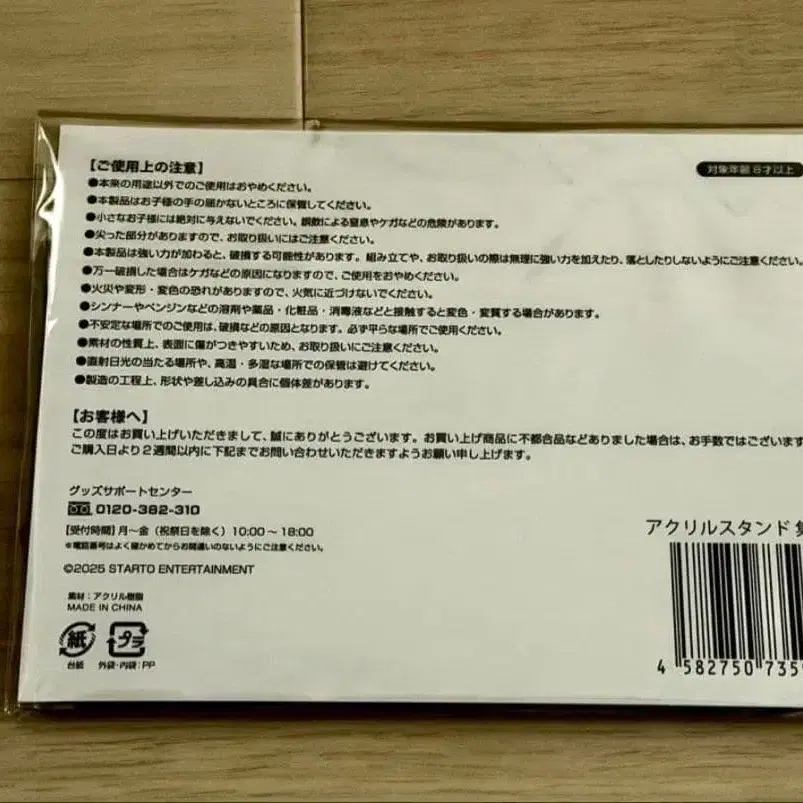 【ご使用上の注意】
対象年齢 8才以上
●本来の用途以外でのご使用はおやめください。
●本製品はお子様の手の届かないところに保管してください。
●小さなお子様には絶対に与えないでください。誤飲による窒息やケガなどの危険があります。
●尖った部分がありますので、お取り扱いにはご注意ください。
●本製品は強い力が加わると、破損する可能性があります。組み立てや、お取り扱いの際は無理に強い力を加えたり、落としたりしないようにご注意ください。
●万一破損した場合はケガなどの原因になりますので、ご使用をおやめください。
●火災や変形・変色の恐れがありますので、火気に近づけないでください。
●シンナーやベンジンなどの溶剤や薬品・化粧品・消毒液などと接触すると変色・変質する場合があります。
●不安定な場所でのご使用は、破損などの原因となります。必ず平らな場所でご使用ください。
●素材の性質上、表面に傷がつきやすいため、お取り扱いにご注意ください。
●直射日光の当たる場所や、高温・多湿な場所での保管は避けてください。
●製造の工程上、形状や差し込みの具合に個体差があります。
【お客様へ】
この度はお買い上げいただきまして、誠にありがとうございます。お買い上げ商品に不都合品などありました場合は、お手数ではございます
ご購入日より2週間以内に下記までお問い合わせいただきますようお願い申し上げます。
グッズサポートセンター
0120-382-310
【受付時間】月〜金（祝祭日を除く）10:00〜18:00
※電話番号はよく確かめてからお間違いのないようにご注意ください。
©2025 STARTO ENTERTAINMENT
アクリルスタンド
素材：アクリル樹脂
MADE IN CHINA
紙
プラ
台紙
外袋・内袋：PP
4 582750 735